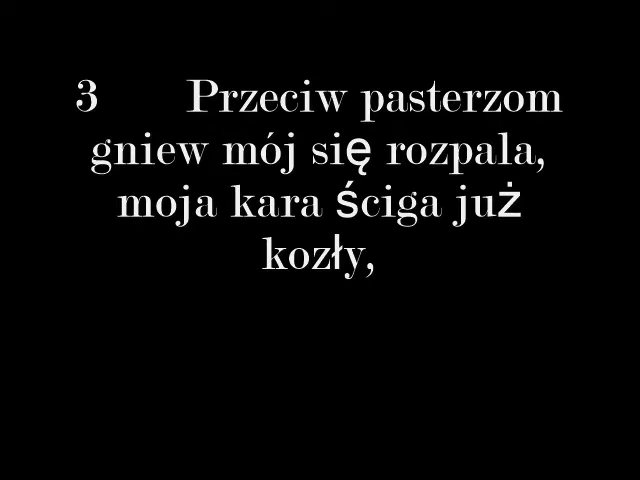 3 Przeciw pasterzom
gniew mój się rozpala,
moja kara ściga już
kozły,